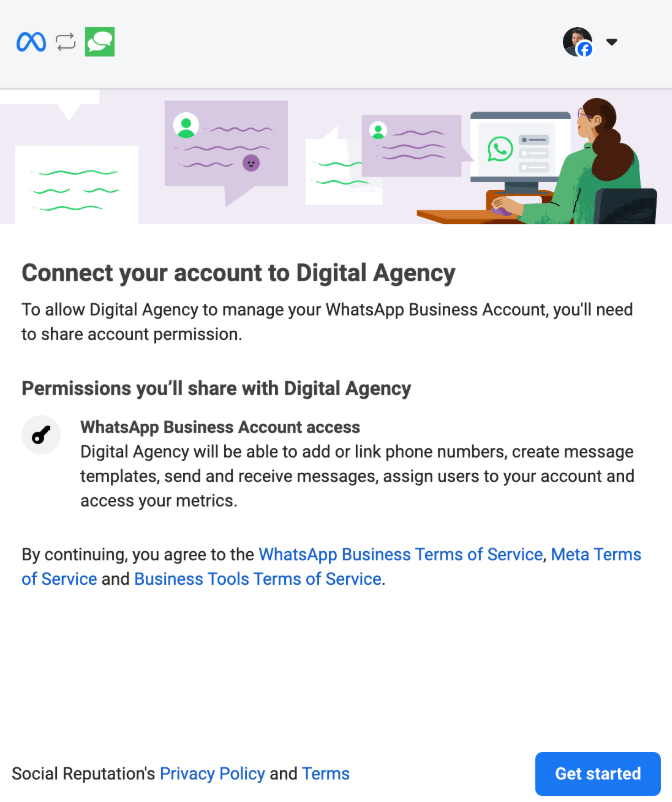 Connect your account to Digital Agency
To allow Digital Agency to manage your WhatsApp Business Account, you'll need
to share account permission.
Permissions you’ll share with Digital Agency
WhatsApp Business Account access
Digital Agency will be able to add or link phone numbers, create message
templates, send and receive messages, assign users to your account and
access your metrics.
By continuing, you agree to the WhatsApp Business Terms of Service, Meta Terms
of Service and Business Tools Terms of Service.
Social Reputation's Privacy Policy and Terms
Get started